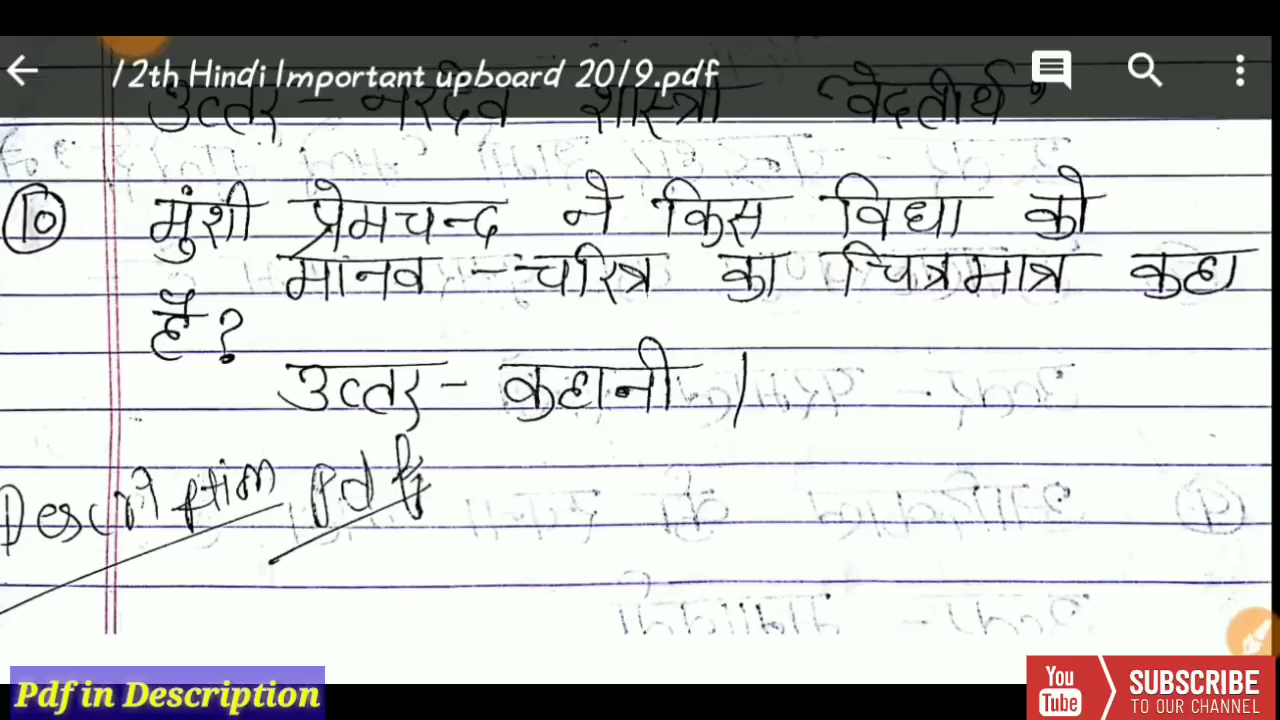 12th Hindi Important upboard 2019.pdf
उत्तर - नरदेव शास्त्री 'वेदतीर्थ'
10 मुंशी प्रेमचन्द ने किस विधा को
मानव - चरित्र का चित्रमात्र कहा
है?
उत्तर - कहानी |
Description pdf
Pdf in Description
You Tube SUBSCRIBE
TO OUR CHANNEL